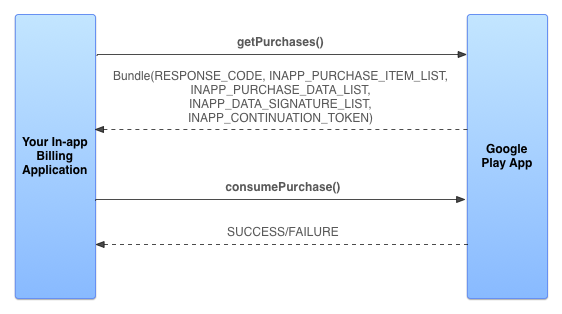 getPurchases()
Bundle(RESPONSE_CODE, INAPP_PURCHASE_ITEM_LIST,
INAPP_PURCHASE_DATA_LIST,
INAPP_DATA_SIGNATURE_LIST,
INAPP_CONTINUATION_TOKEN)
Your In-app
Billing
Application
Google
Play App
consumePurchase()
SUCCESS/FAILURE